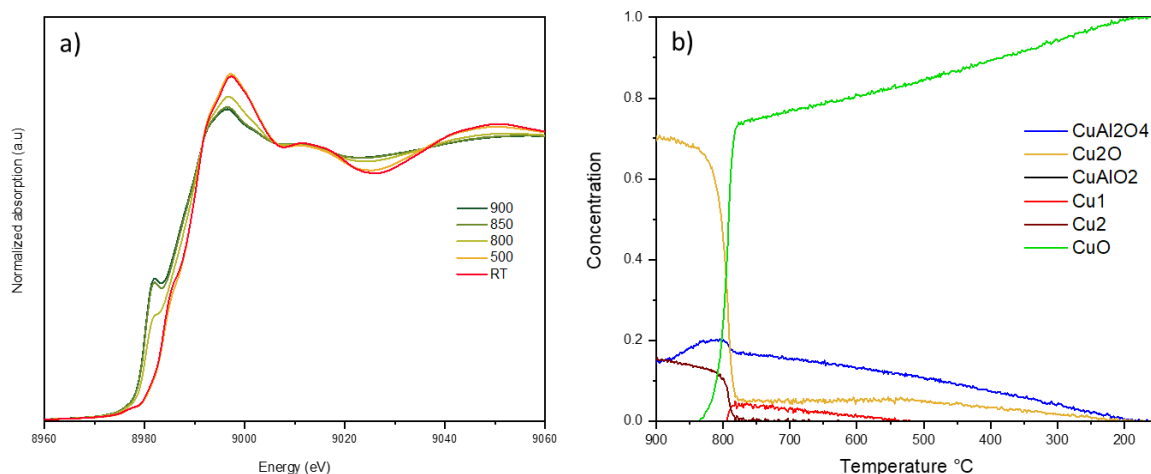 a)
Normalized absorption (a.u)
900
850
800
500
RT
8960
8980
9000
9020
9040
9060
Energy (eV)
b)
Concentration
1.0
0.8
0.6
0.4
0.2
0.0
CuAl2O4
Cu2O
CuAlO2
Cu1
Cu2
CuO
900
800
700
600
500
400
300
200
Temperature °C